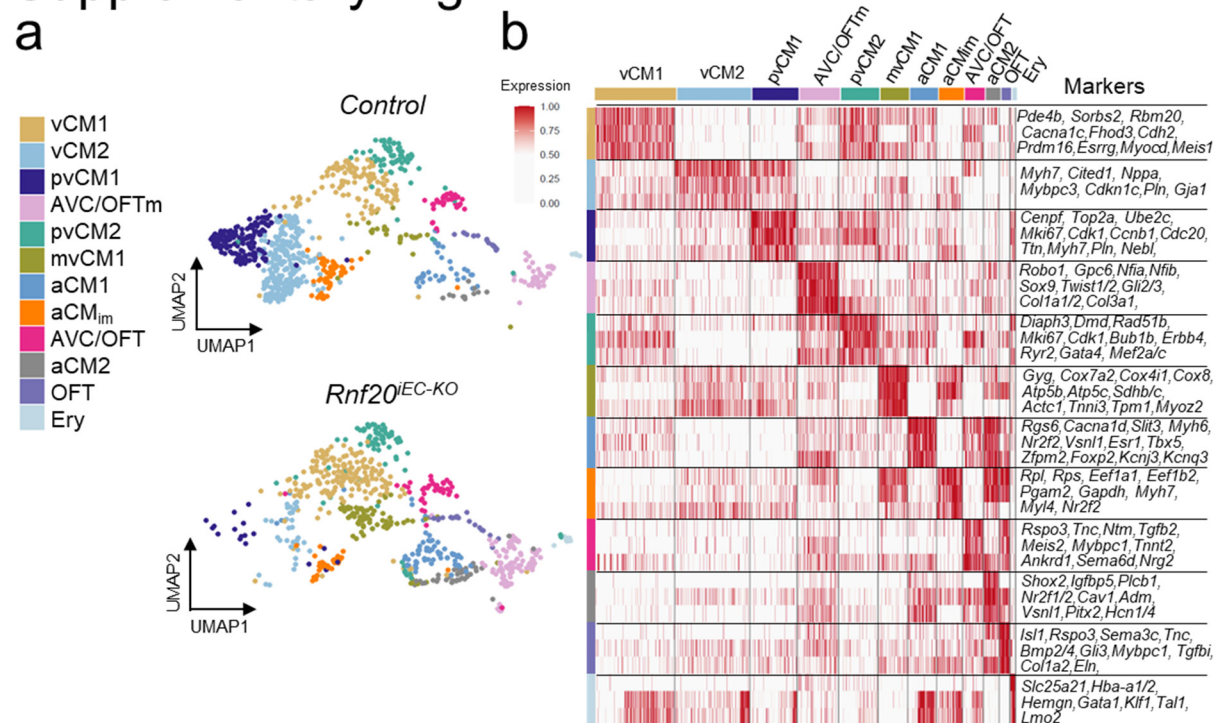 a
b
Control
vCM1
vCM2
pvCM1
AVC/OFTm
pvCM2
mvCM1
aCM1
aCMim
AVC/OFT
aCM2
OFT
Ery
UMAP2
UMAP1
Rnf20iEC-KO
UMAP2
UMAP1
Expression
1.00
0.75
0.50
0.25
0.00
vCM1
vCM2
pvCM1
AVC/OFTm
pvCM2
mvCM1
aCM1
aCMim
AVC/OFT
aCM2
OFT
Ery
Markers
Pde4b, Sorbs2, Rbm20,
Cacna1c,Fhod3,Cdh2,
Prdm16,Esrrg,Myocd,Meis1
Myh7, Cited1, Nppa,
Mybpc3, Cdkn1c,Pln, Gja1
Cenpf, Top2a, Ube2c,
Mki67,Cdk1,Ccnb1,Cdc20,
Ttn,Myh7,Pln, Nebl,
Robo1, Gpc6,Nfia,Nfib,
Sox9,Twist1/2,Gli2/3,
Col1a1/2,Col3a1,
Diaph3,Dmd,Rad51b,
Mki67,Cdk1,Bub1b, Erbb4,
Ryr2,Gata4, Mef2a/c
Gyg, Cox7a2,Cox4i1,Cox8,
Atp5b,Atp5c,Sdhb/c,
Actc1,Tnni3,Tpm1,Myoz2
Rgs6,Cacna1d,Slit3, Myh6,
Nr2f2,Vsnl1,Esr1,Tbx5,
Zfpm2,Foxp2,Kcnj3,Kcnq3
Rpl, Rps, Eef1a1, Eef1b2,
Pgam2, Gapdh, Myh7,
Myl4, Nr2f2
Rspo3,Tnc,Ntm,Tgfb2,
Meis2, Mybpc1,Tnnt2,
Ankrd1,Sema6d,Nrg2
Shox2,Igfbp5,Plcb1,
Nr2f1/2,Cav1,Adm,
Vsnl1,Pitx2,Hcn1/4
Isl1,Rspo3,Sema3c,Tnc,
Bmp2/4,Gli3,Mybpc1, Tgfbi,
Col1a2,Eln,
Slc25a21,Hba-a1/2,
Hemgn,Gata1,Klf1,Tal1,
Lmo2